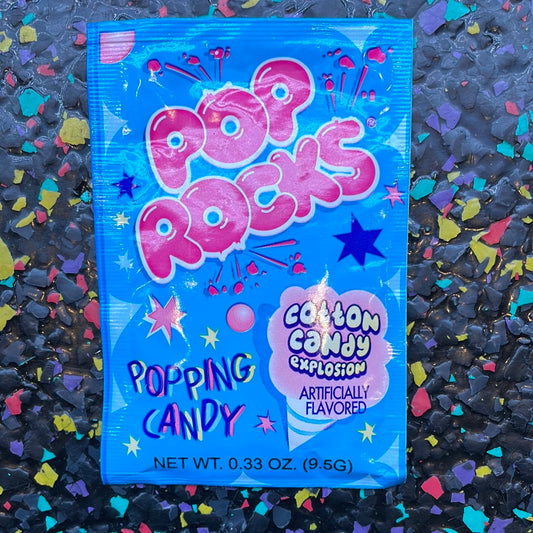 POP
ROCKS®
cotton
candy
explosion
ARTIFICIALLY
FLAVORED
POPPING
CANDY
NET WT. 0.33 OZ. (9.5G)